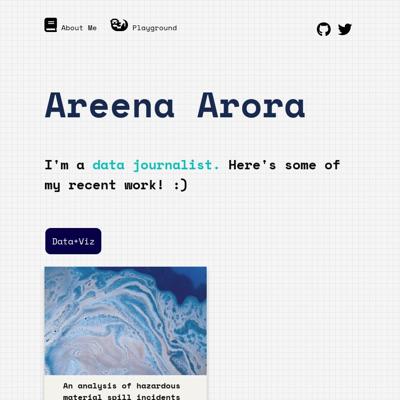 About Me Playground
Areena Arora
I'm a data journalist. Here's some of
my recent work! :)
Data+Viz
An analysis of hazardous
material spill incidents